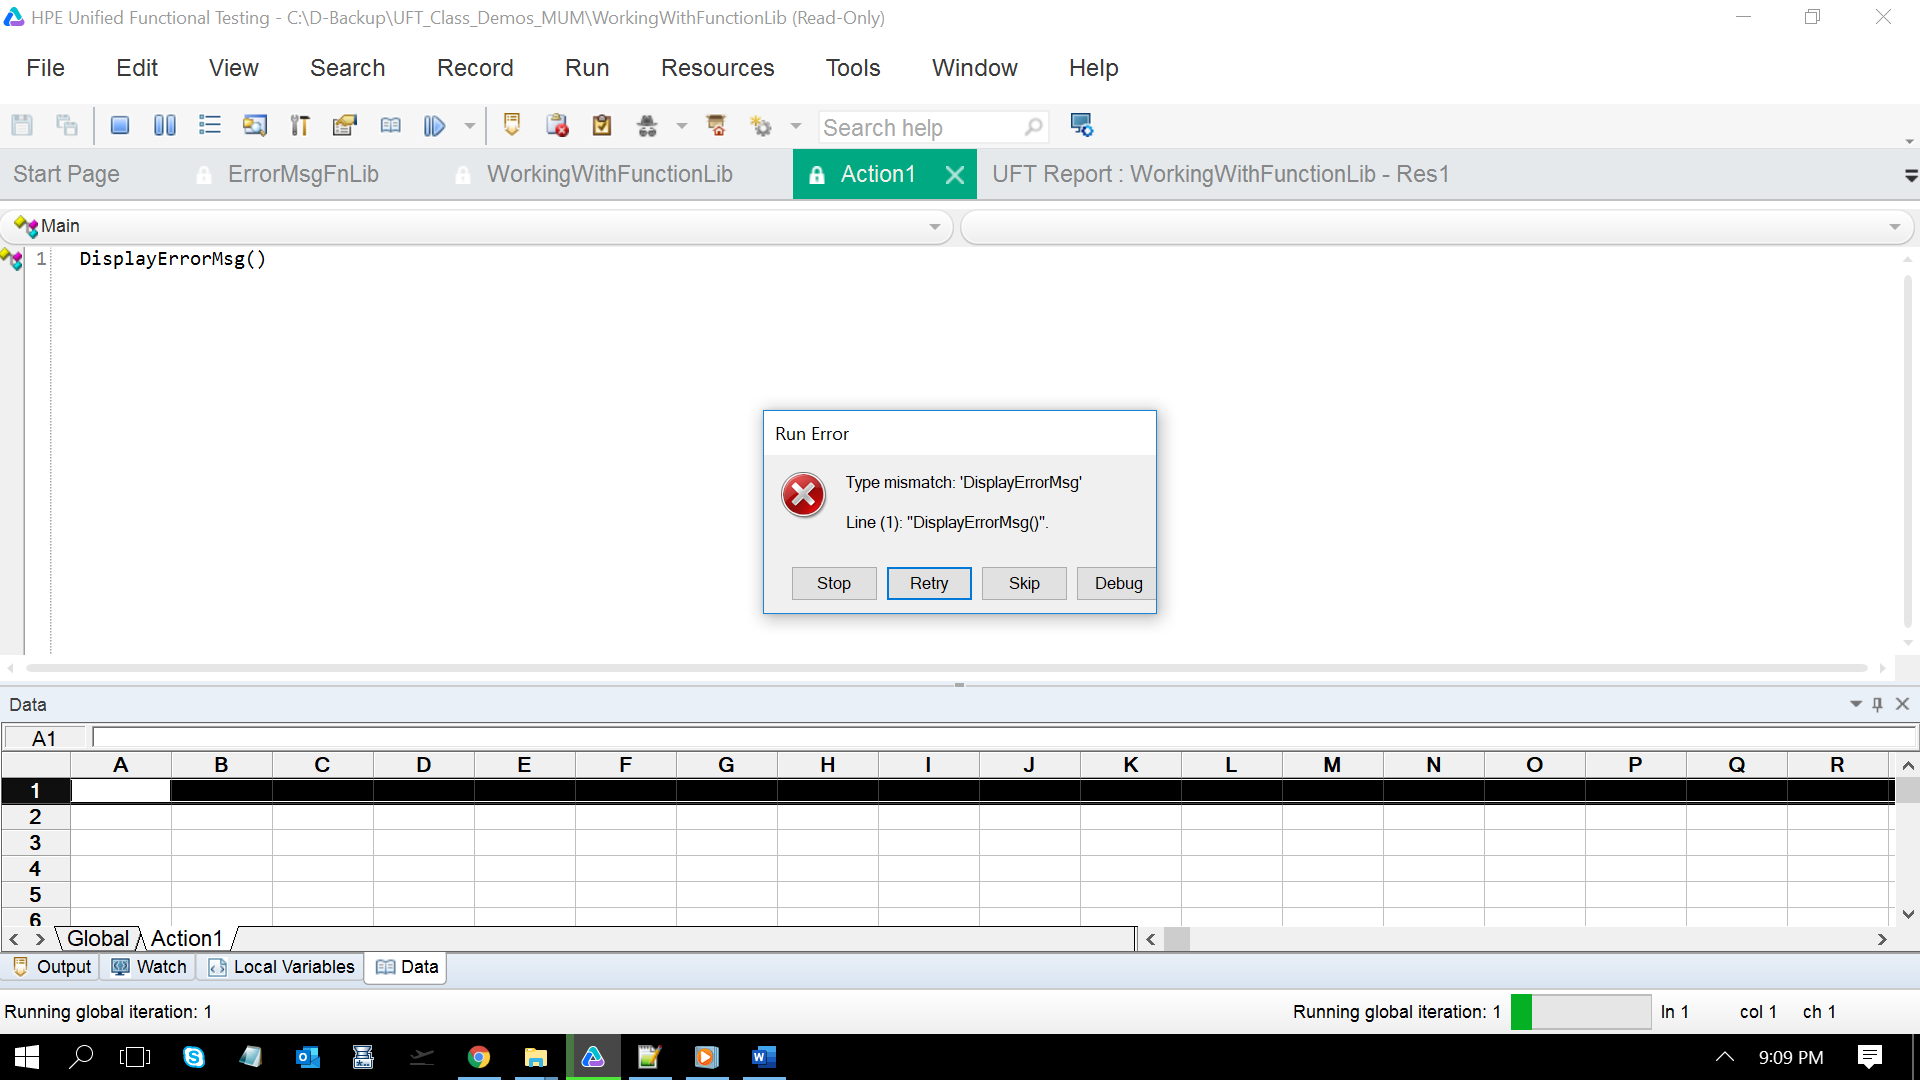 HPE Unified Functional Testing - C:\D-Backup\UFT_Class_Demos_MUM\WorkingWithFunctionLib (Read-Only)
File Edit View Search Record Run Resources Tools Window Help
Search help
Start Page ErrorMsgFnLib WorkingWithFunctionLib Action1 UFT Report : WorkingWithFunctionLib - Res1
Main
1 DisplayErrorMsg()
Run Error
Type mismatch: 'DisplayErrorMsg'
Line (1): "DisplayErrorMsg()".
Stop Retry Skip Debug
Data
A1
A B C D E F G H I J K L M N O P Q R
1
2
3
4
5
6
Global Action1
Output Watch Local Variables Data
Running global iteration: 1 Running global iteration: 1 ln 1 col 1 ch 1
9:09 PM